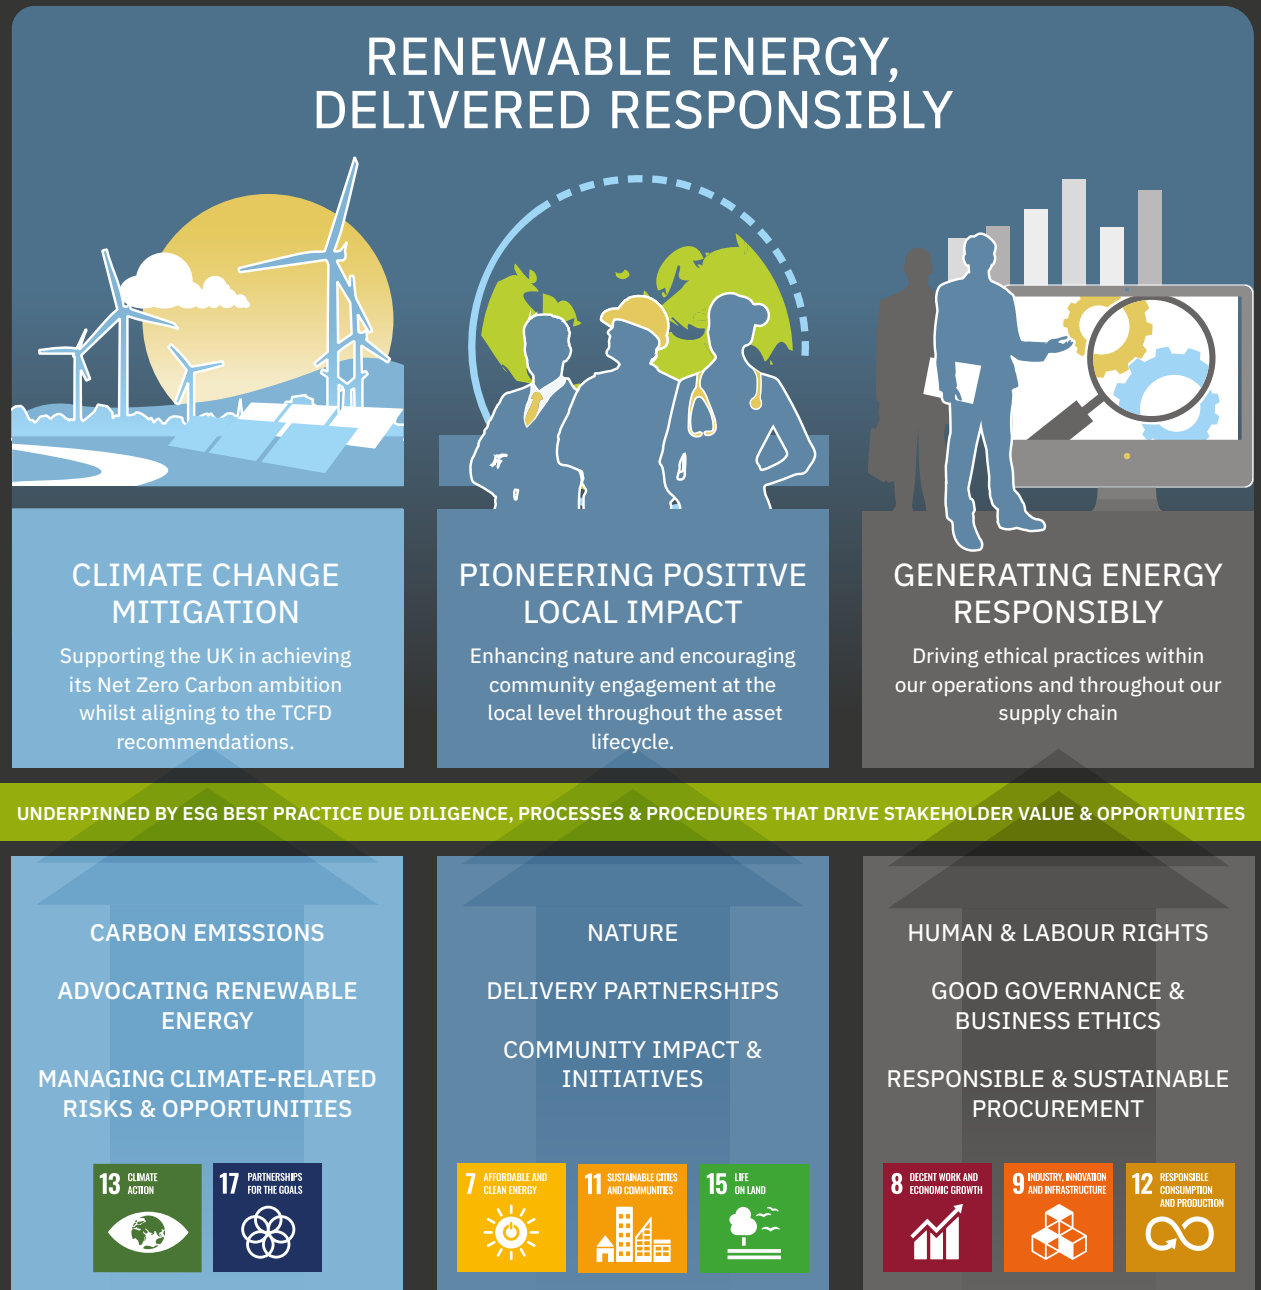 RENEWABLE ENERGY,
DELIVERED RESPONSIBLY
CLIMATE CHANGE
MITIGATION
Supporting the UK in achieving
its Net Zero Carbon ambition
whilst aligning to the TCFD
recommendations.
PIONEERING POSITIVE
LOCAL IMPACT
Enhancing nature and encouraging
community engagement at the
local level throughout the asset
lifecycle.
GENERATING ENERGY
RESPONSIBLY
Driving ethical practices within
our operations and throughout our
supply chain
UNDERPINNED BY ESG BEST PRACTICE DUE DILIGENCE, PROCESSES & PROCEDURES THAT DRIVE STAKEHOLDER VALUE & OPPORTUNITIES
CARBON EMISSIONS
ADVOCATING RENEWABLE
ENERGY
MANAGING CLIMATE-RELATED
RISKS & OPPORTUNITIES
13 CLIMATE
ACTION
17 PARTNERSHIPS
FOR THE GOALS
NATURE
DELIVERY PARTNERSHIPS
COMMUNITY IMPACT &
INITIATIVES
7 AFFORDABLE AND
CLEAN ENERGY
11 SUSTAINABLE CITIES
AND COMMUNITIES
15 LIFE
ON LAND
HUMAN & LABOUR RIGHTS
GOOD GOVERNANCE &
BUSINESS ETHICS
RESPONSIBLE & SUSTAINABLE
PROCUREMENT
8 DECENT WORK AND
ECONOMIC GROWTH
9 INDUSTRY, INNOVATION
AND INFRASTRUCTURE
12 RESPONSIBLE
CONSUMPTION
AND PRODUCTION